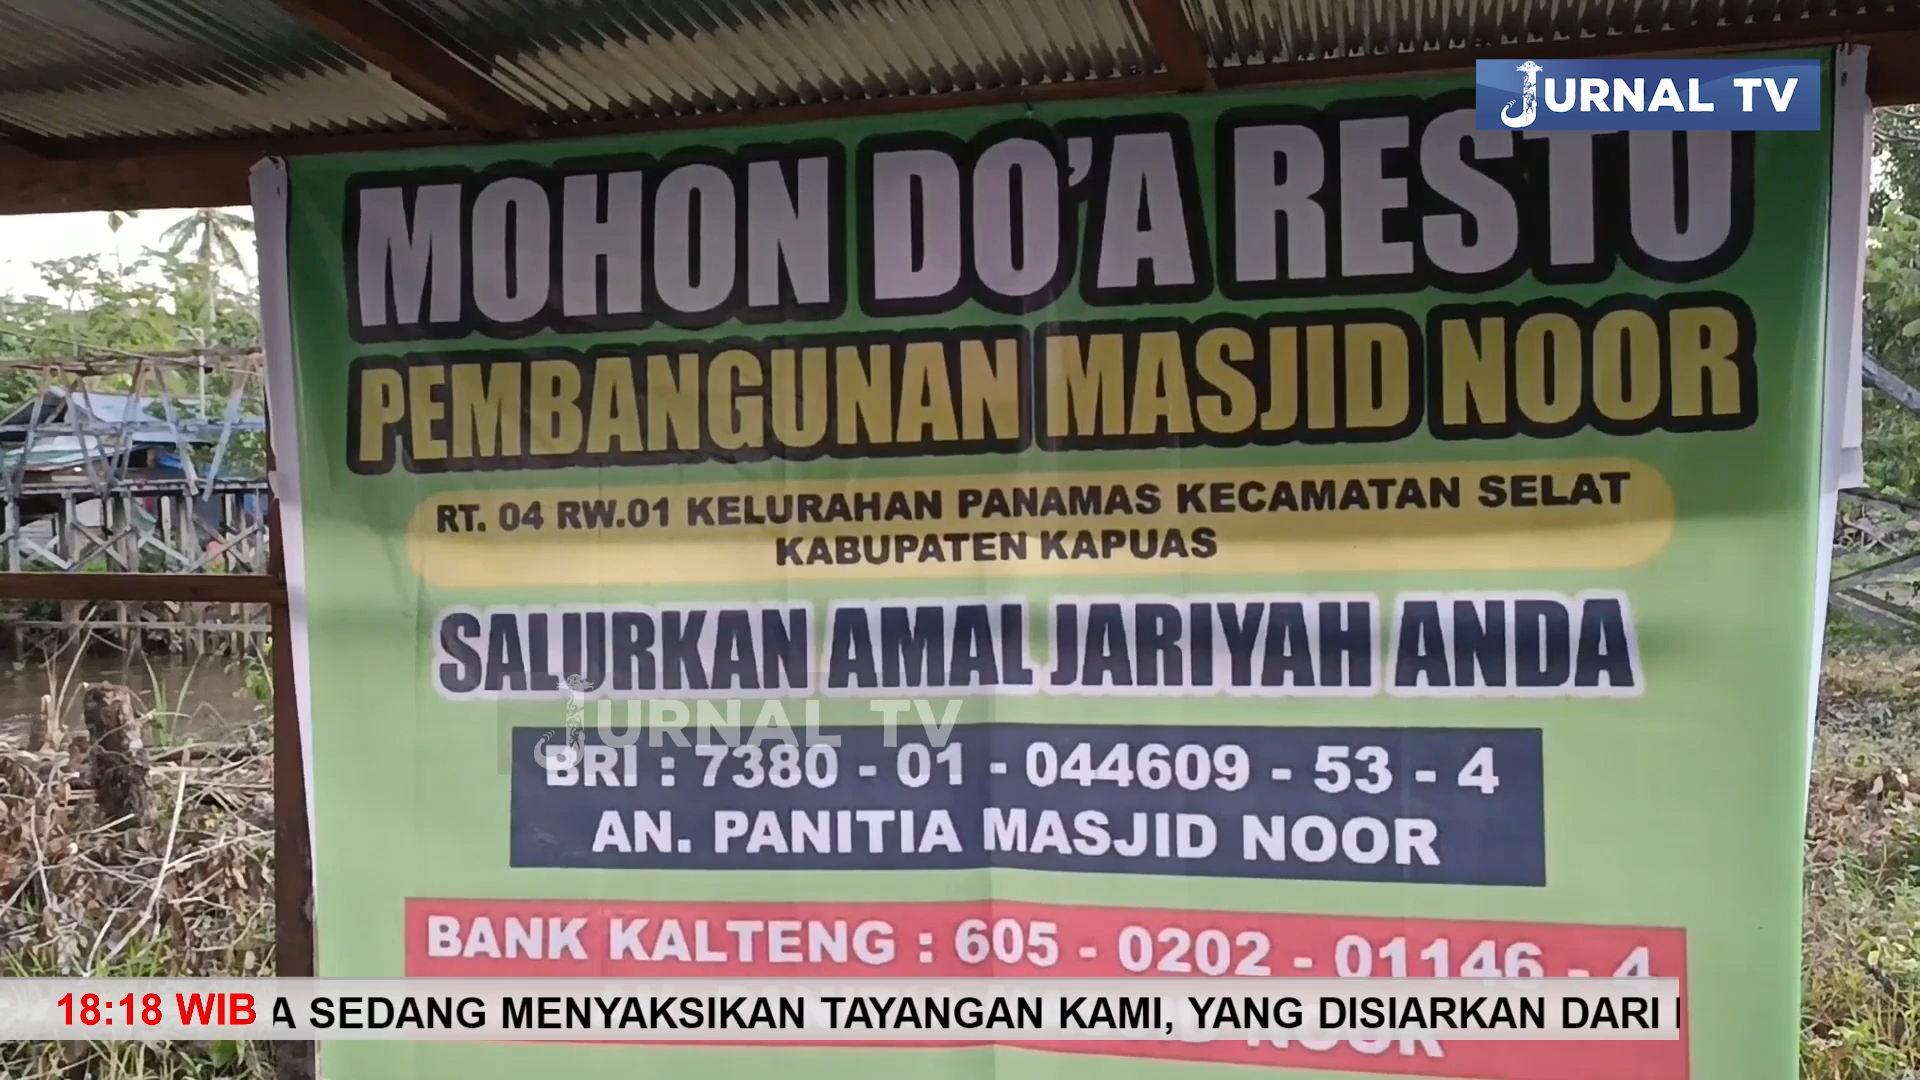 JURNAL TV
MOHON DO'A RESTU
PEMBANGUNAN MASJID NOOR
RT. 04 RW.01 KELURAHAN PANAMAS KECAMATAN SELAT
KABUPATEN KAPUAS
SALURKAN AMAL JARIYAH ANDA
JURNAL TV
BRI : 7380 - 01 - 044609 - 53 - 4
AN. PANITIA MASJID NOOR
BANK KALTENG : 605 - 0202 - 01146 - 4
18:18 WIB A SEDANG MENYAKSIKAN TAYANGAN KAMI, YANG DISIARKAN DARI
NOOR